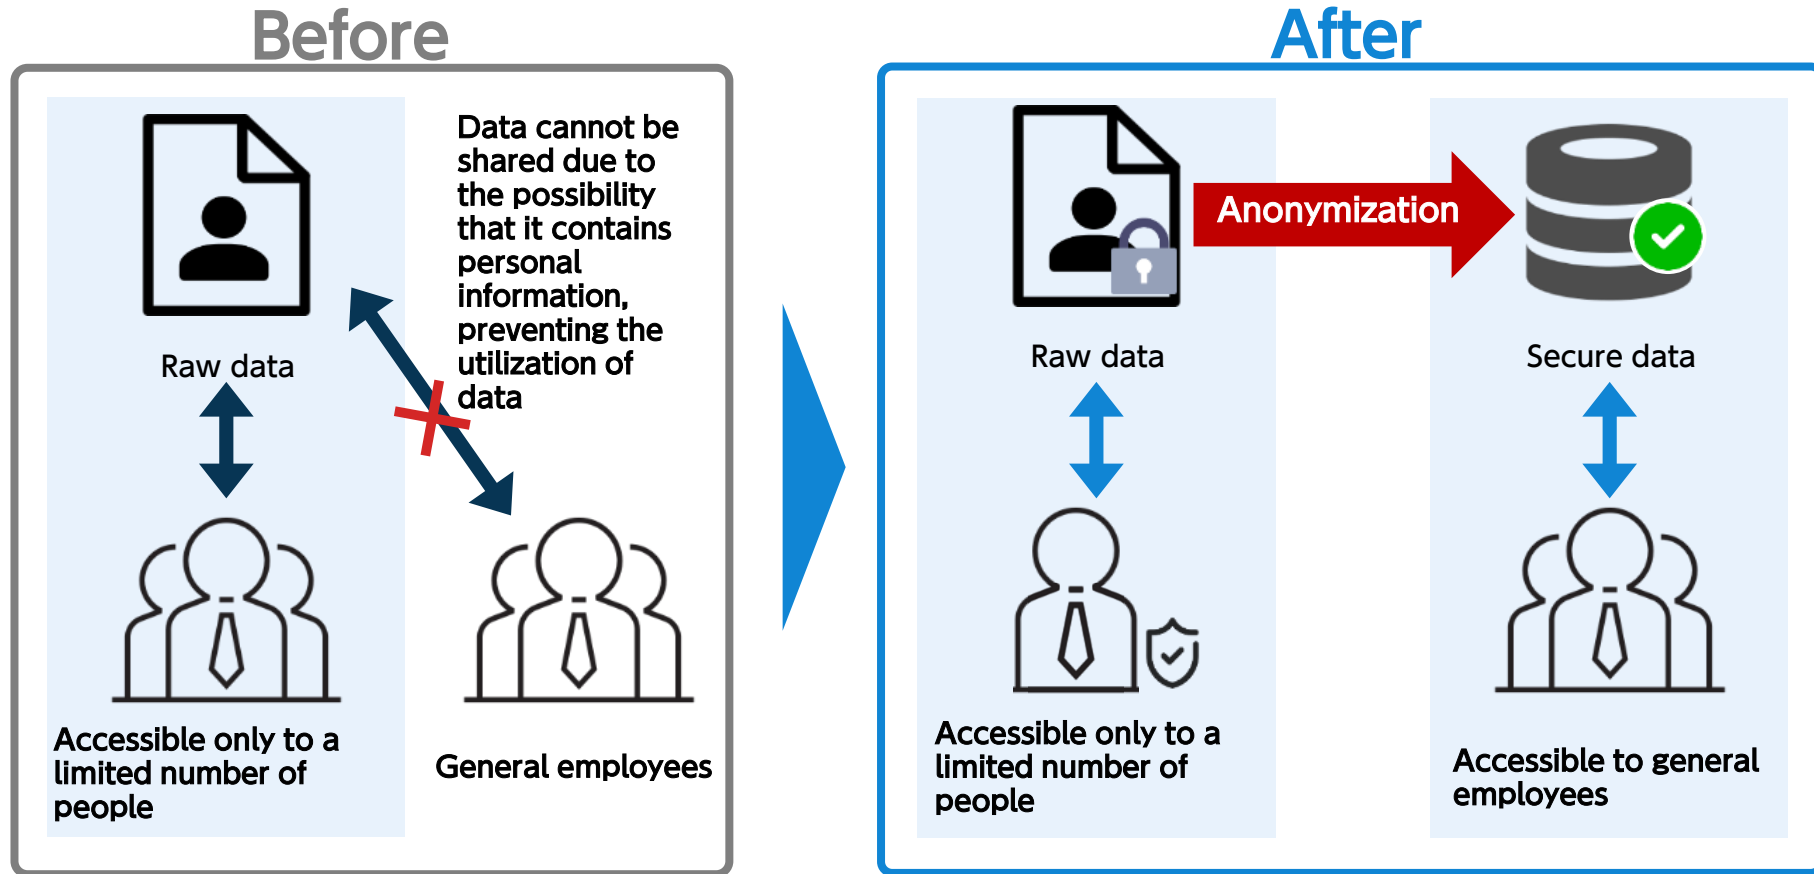 Before
Data cannot be
shared due to
the possibility
that it contains
personal
information,
preventing the
utilization of
data
Raw data
Accessible only to a
limited number of
people
General employees
After
Anonymization
Raw data
Secure data
Accessible only to a
limited number of
people
Accessible to general
employees